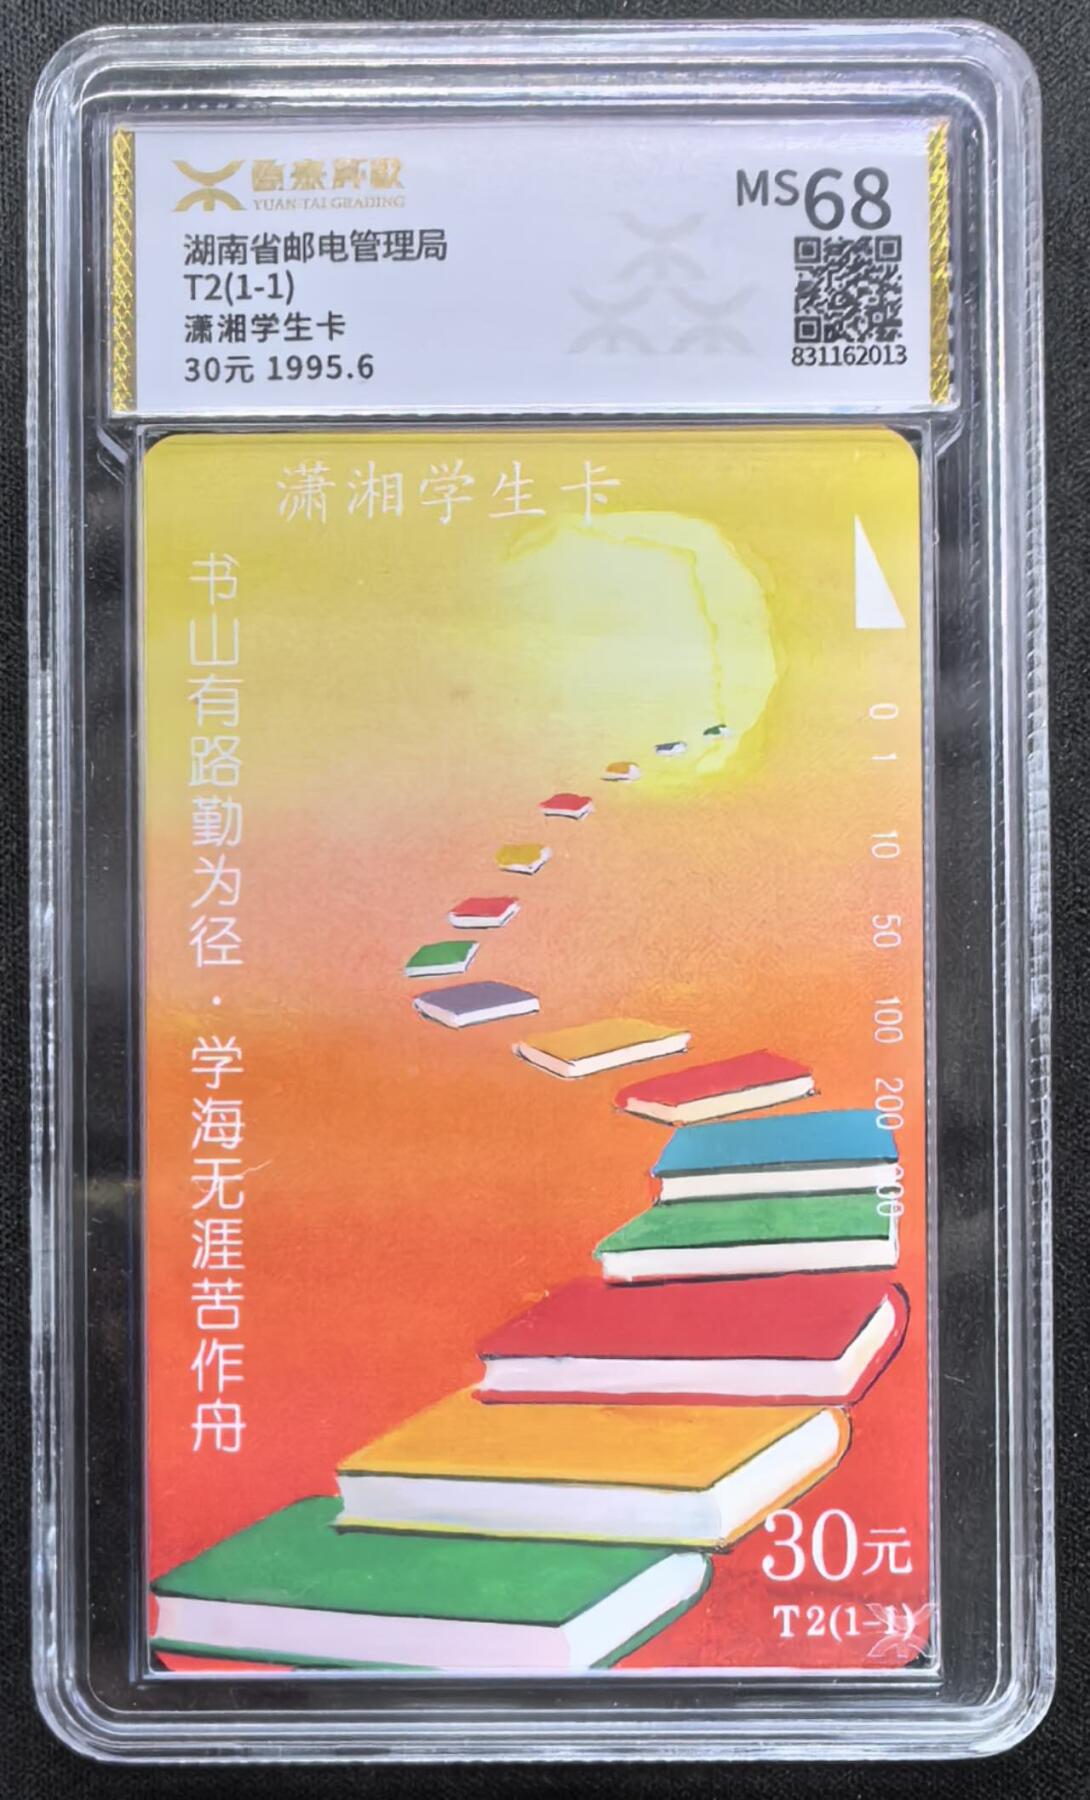 源泰评级
YUAN TAI GRADING
MS68
湖南省邮电管理局
T2(1-1)
潇湘学生卡
30元 1995.6
831162013
潇湘学生卡
书山有路勤为径·学海无涯苦作舟
0
1
10
50
100
200
300
30元
T2(1-1)